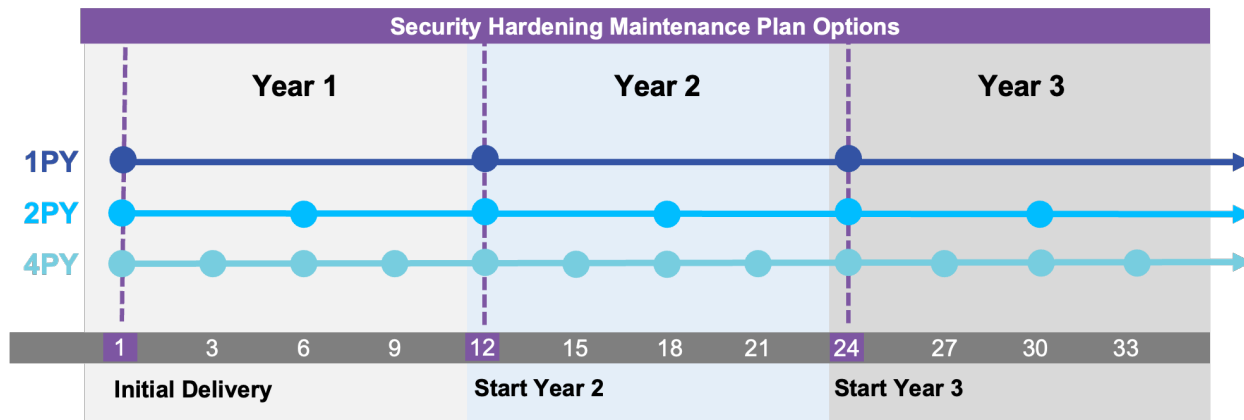 Security Hardening Maintenance Plan Options
Year 1 Year 2 Year 3
1PY
2PY
4PY
1 3 6 9 12 15 18 21 24 27 30 33
Initial Delivery Start Year 2 Start Year 3